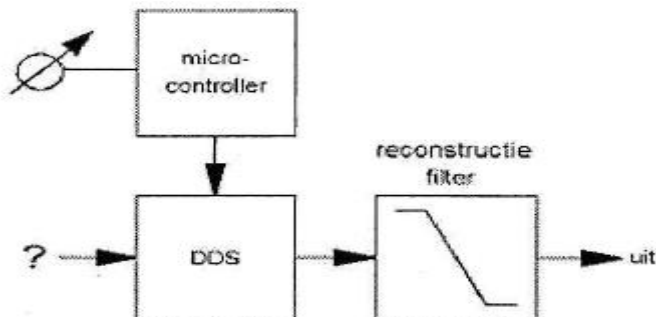 micro-
controller
reconstructie
filter
?
DDS
uit